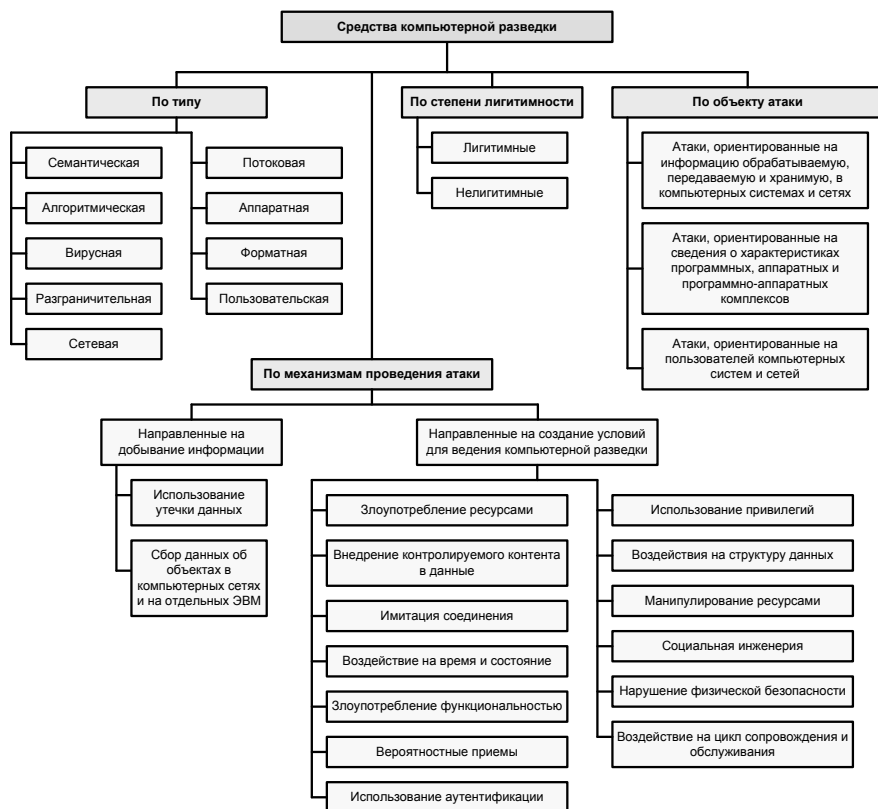 Средства компьютерной разведки
По типу
По степени лигитимности
По объекту атаки
Семантическая
Алгоритмическая
Вирусная
Разграничительная
Сетевая
Потоковая
Аппаратная
Форматная
Пользовательская
Лигитимные
Нелигитимные
Атаки, ориентированные на
информацию обрабатываемую,
передаваемую и хранимую, в
компьютерных системах и сетях
Атаки, ориентированные на
сведения о характеристиках
программных, аппаратных и
программно-аппаратных
комплексов
Атаки, ориентированные на
пользователей компьютерных
систем и сетей
По механизмам проведения атаки
Направленные на
добывание информации
Использование
утечки данных
Сбор данных об
объектах в
компьютерных сетях
и на отдельных ЭВМ
Направленные на создание условий
для ведения компьютерной разведки
Злоупотребление ресурсами
Внедрение контролируемого контента
в данные
Имитация соединения
Воздействие на время и состояние
Злоупотребление функциональностью
Вероятностные приемы
Использование аутентификации
Использование привилегий
Воздействия на структуру данных
Манипулирование ресурсами
Социальная инженерия
Нарушение физической безопасности
Воздействие на цикл сопровождения и
обслуживания